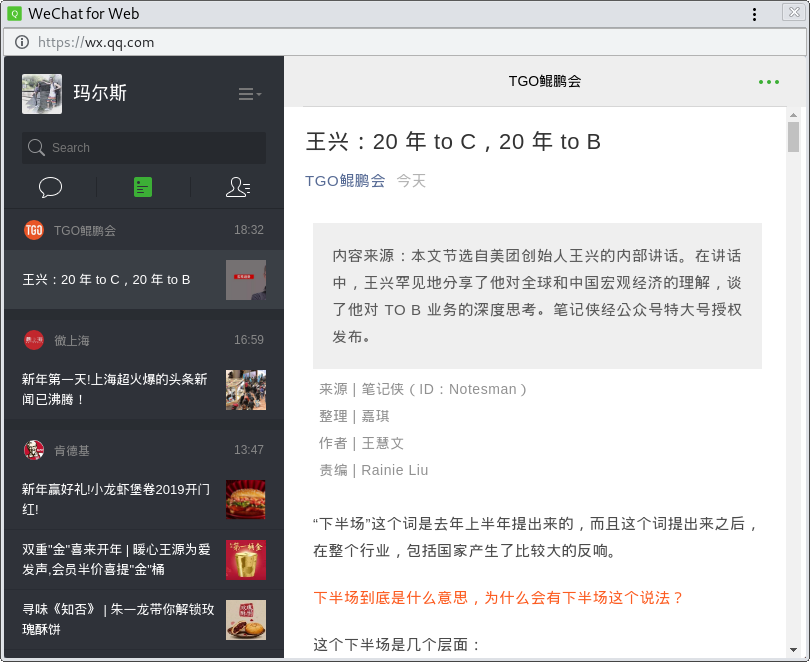 WeChat for Web
https://wx.qq.com
玛尔斯
Search
TGO
TGO鲲鹏会
18:32
王兴：20 年 to C，20 年 to B
微上海
16:59
新年第一天!上海超火爆的头条新
闻已沸腾！
肯德基
13:47
新年赢好礼!小龙虾堡卷2019开门
红!
双重"金"喜来开年 | 暖心王源为爱
发声,会员半价喜提"金"桶
寻味《知否》 | 朱一龙带你解锁玫
瑰酥饼
TGO鲲鹏会
王兴：20 年 to C，20 年 to B
TGO鲲鹏会 今天
内容来源：本文节选自美团创始人王兴的内部讲话。在讲话
中，王兴罕见地分享了他对全球和中国宏观经济的理解，谈
了他对 TO B 业务的深度思考。笔记侠经公众号特大号授权
发布。
来源 | 笔记侠（ID：Notesman）
整理 | 嘉琪
作者 | 王慧文
责编 | Rainie Liu
“下半场”这个词是去年上半年提出来的，而且这个词提出来之后，
在整个行业，包括国家产生了比较大的反响。
下半场到底是什么意思，为什么会有下半场这个说法？
这个下半场是几个层面：